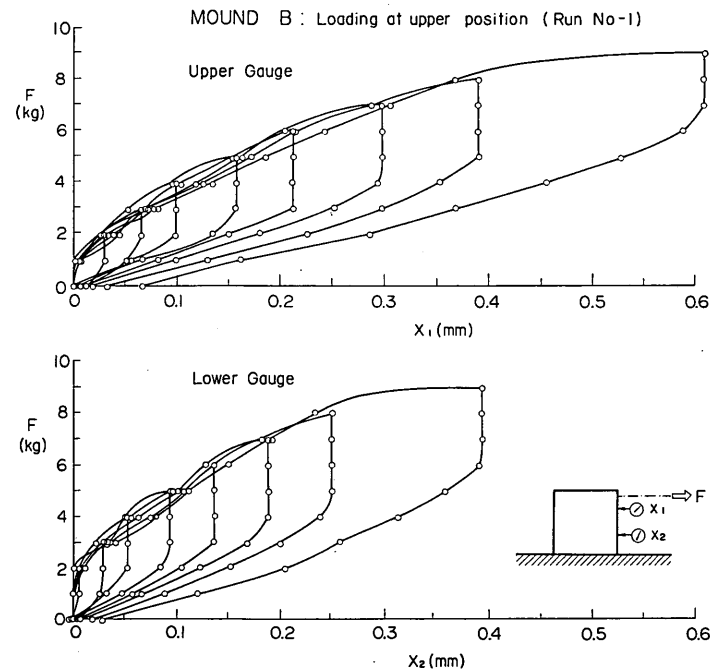 MOUND B : Loading at upper position ( Run No-1)
Upper Gauge
F
(kg)
10
8
6
4
2
0
0 0.1 0.2 0.3 0.4 0.5 0.6
X₁(mm)
Lower Gauge
F
(kg)
10
8
6
4
2
0
0 0.1 0.2 0.3 0.4 0.5 0.6
X₂(mm)
F
X₁
X₂